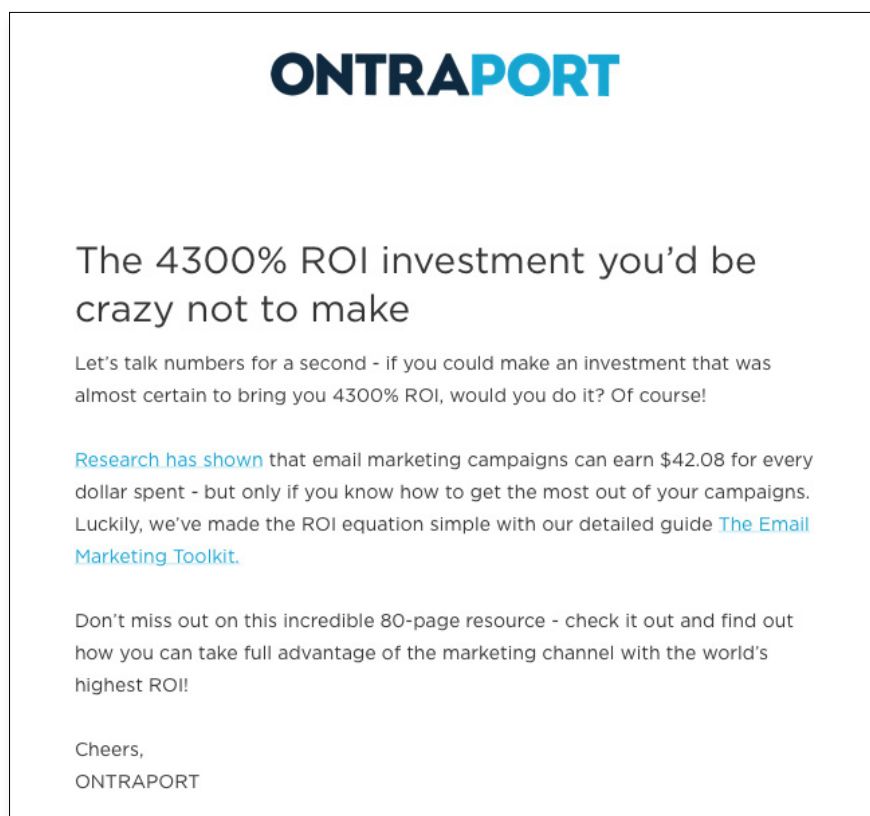 ONTRAPORT
The 4300% ROI investment you’d be
crazy not to make
Let’s talk numbers for a second - if you could make an investment that was
almost certain to bring you 4300% ROI, would you do it? Of course!
Research has shown that email marketing campaigns can earn $42.08 for every
dollar spent - but only if you know how to get the most out of your campaigns.
Luckily, we’ve made the ROI equation simple with our detailed guide The Email
Marketing Toolkit.
Don’t miss out on this incredible 80-page resource - check it out and find out
how you can take full advantage of the marketing channel with the world’s
highest ROI!
Cheers,
ONTRAPORT